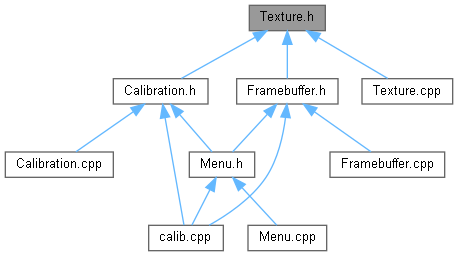 Texture.h
Calibration.h
Framebuffer.h
Texture.cpp
Calibration.cpp
Menu.h
Framebuffer.cpp
calib.cpp
Menu.cpp